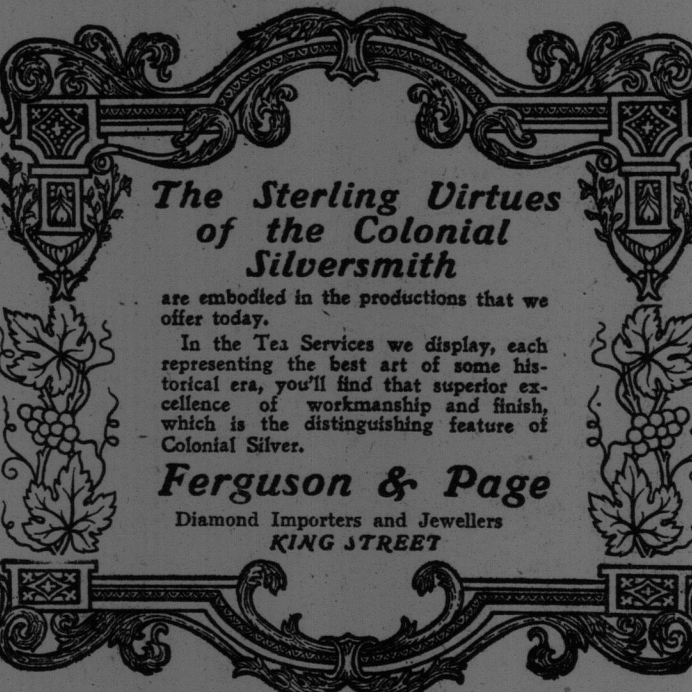 The Sterling Virtues
of the Colonial
Silversmith
are embodied in the productions that we
offer today.
In the Tea Services we display, each
representing the best art of some his-
torical era, you'll find that superior ex-
cellence of workmanship and finish,
which is the distinguishing feature of
Colonial Silver.
Ferguson & Page
Diamond Importers and Jewellers
KING STREET